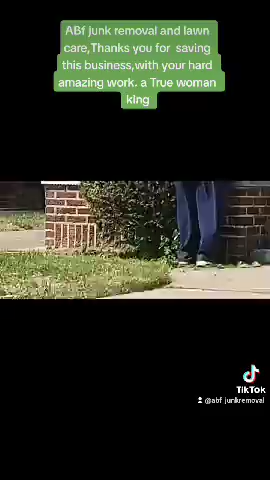 ABf junk removal and lawn
care,Thanks you for saving
this business,with your hard
amazing work. a True woman
king
TikTok
@abf junkremoval